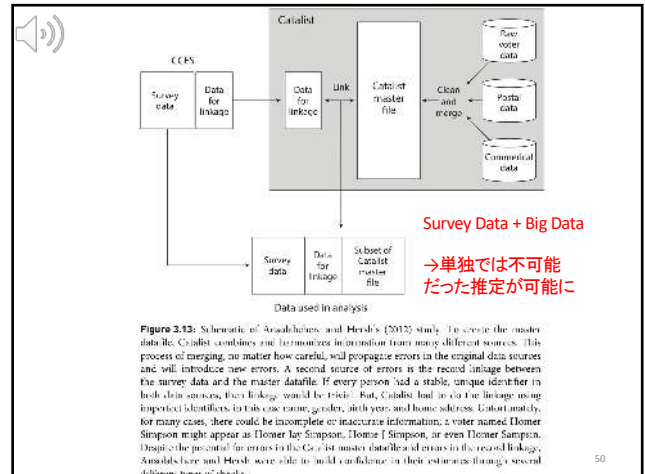 Catalist
CCES
Survey
data
Data
for
linkage
Data
for
linkage
Link
Catalist
master
file
Clean
and
merge
Raw
voter
data
Postal
data
Commerical
data
Survey Data + Big Data
→単独では不可能
だった推定が可能に
Survey
data
Data
for
linkage
Subset of
Catalist
master
file
Data used in analysis
Figure 3.13: Schematic of Ansolabehere and Hersh's (2012) study. To create the master
datafile, Catalist combines and harmonizes information from many different sources. This
process of merging, no matter how careful, will propagate errors in the original data sources
and will introduce new errors. A second source of errors is the record linkage between
the survey data and the master datafile. If every person had a stable, unique identifier in
both data sources, then linkage would be trivial. But, Catalist had to do the linkage using
imperfect identifiers, in this case name, gender, birth year, and home address. Unfortunately,
for many cases, there could be incomplete or inaccurate information; a voter named Homer
Simpson might appear as Homer Jay Simpson, Homie J Simpson, or even Homer Sampsin.
Despite the potential for errors in the Catalist master datafile and errors in the record linkage,
Ansolabehere and Hersh were able to build confidence in their estimates through several
different types of checks.
50